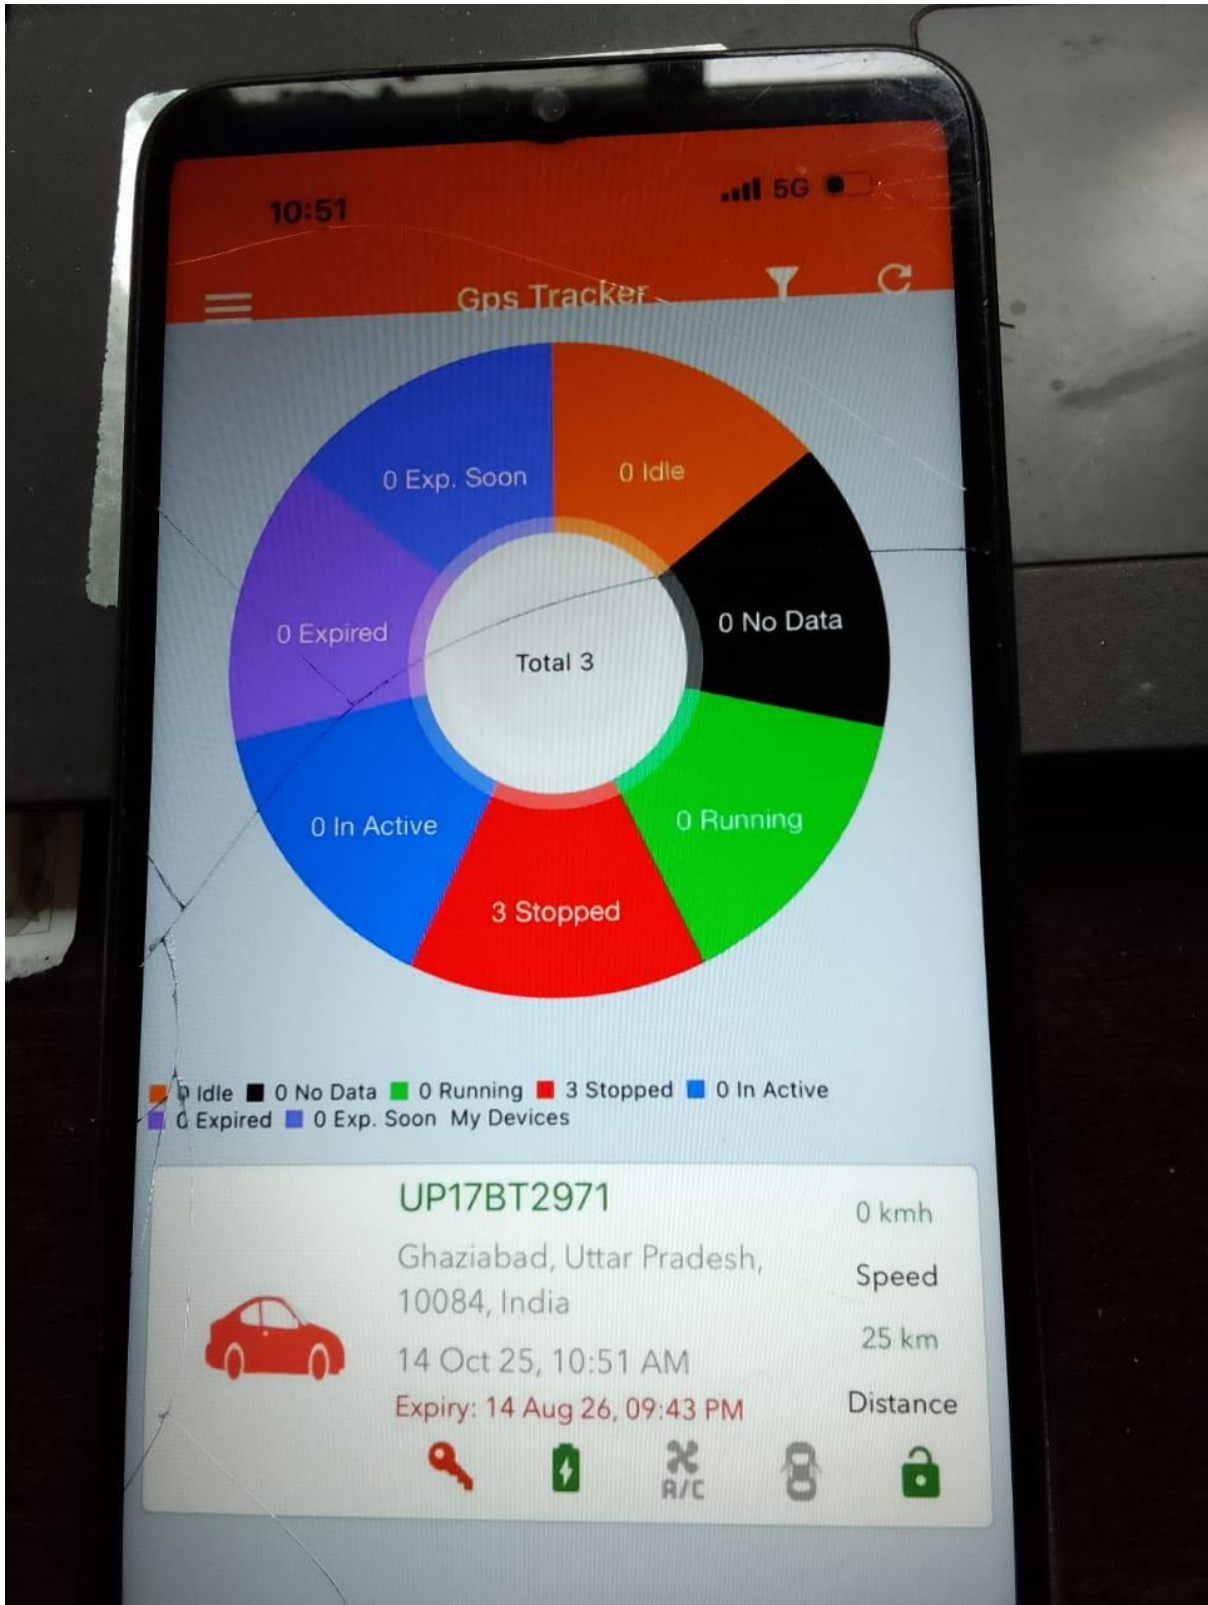 10:51 5G
Gps Tracker
0 Exp. Soon
0 Idle
0 Expired
0 No Data
Total 3
0 In Active
0 Running
3 Stopped
0 Idle 0 No Data 0 Running 3 Stopped 0 In Active
0 Expired 0 Exp. Soon My Devices
UP17BT2971
0 kmh
Ghaziabad, Uttar Pradesh,
Speed
10084, India
25 km
14 Oct 25, 10:51 AM
Expiry: 14 Aug 26, 09:43 PM
Distance
A/C